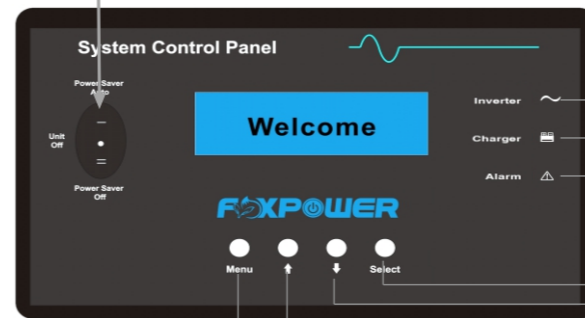 System Control Panel
Power Saver
Auto
Unit
Off
Power Saver
Off
Welcome
Inverter
Charger
Alarm
FOXPOWER
Menu
Select